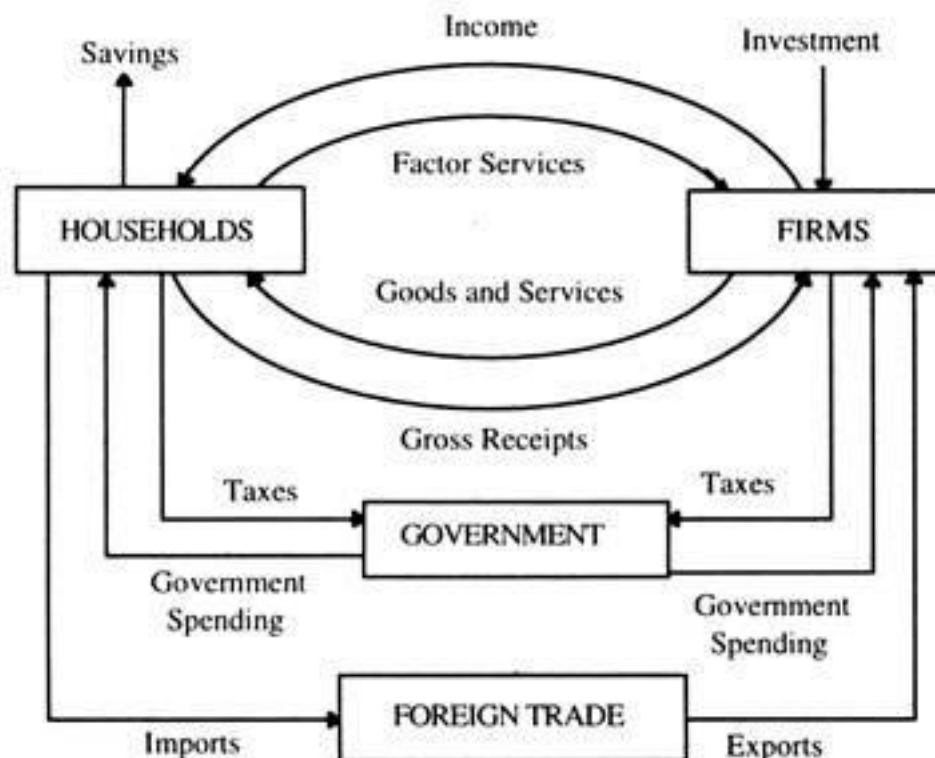 Income
Savings
Investment
Factor Services
HOUSEHOLDS
FIRMS
Goods and Services
Gross Receipts
Taxes
Taxes
GOVERNMENT
Government
Spending
Government
Spending
FOREIGN TRADE
Imports
Exports